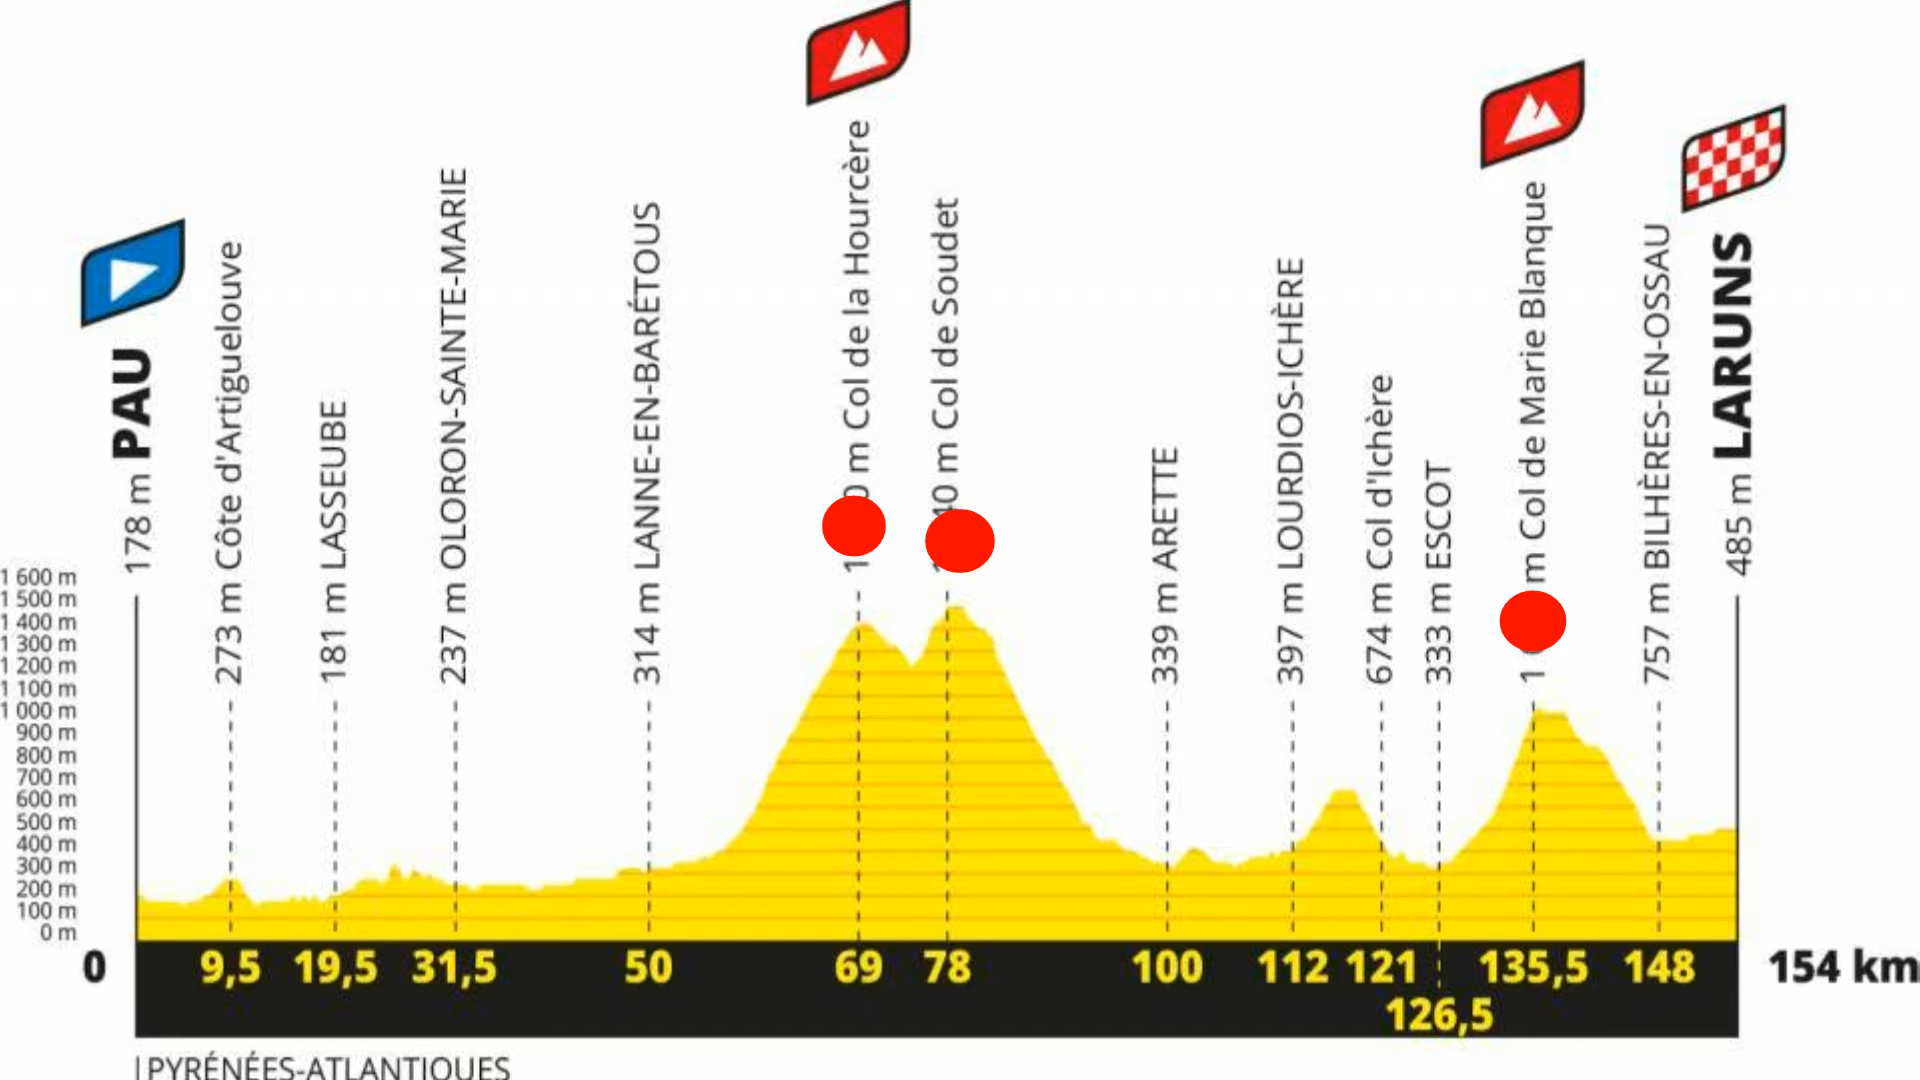 178 m PAU
273 m Côte d'Artiguelouve
181 m LASSEUBE
237 m OLORON-SAINTE-MARIE
314 m LANNE-EN-BARÉTOUS
m Col de la Hourcère
m Col de Soudet
339 m ARETTE
397 m LOURDIOS-ICHÈRE
674 m Col d'Ichère
333 m ESCOT
m Col de Marie Blanque
757 m BILHÈRES-EN-OSSAU
485 m LARUNS
1 600 m
1 500 m
1 400 m
1 300 m
1 200 m
1 100 m
1 000 m
900 m
800 m
700 m
600 m
500 m
400 m
300 m
200 m
100 m
0 m
0 9,5 19,5 31,5 50 69 78 100 112 121 135,5 148 154 km
126,5
PYRÉNÉES-ATLANTIQUES